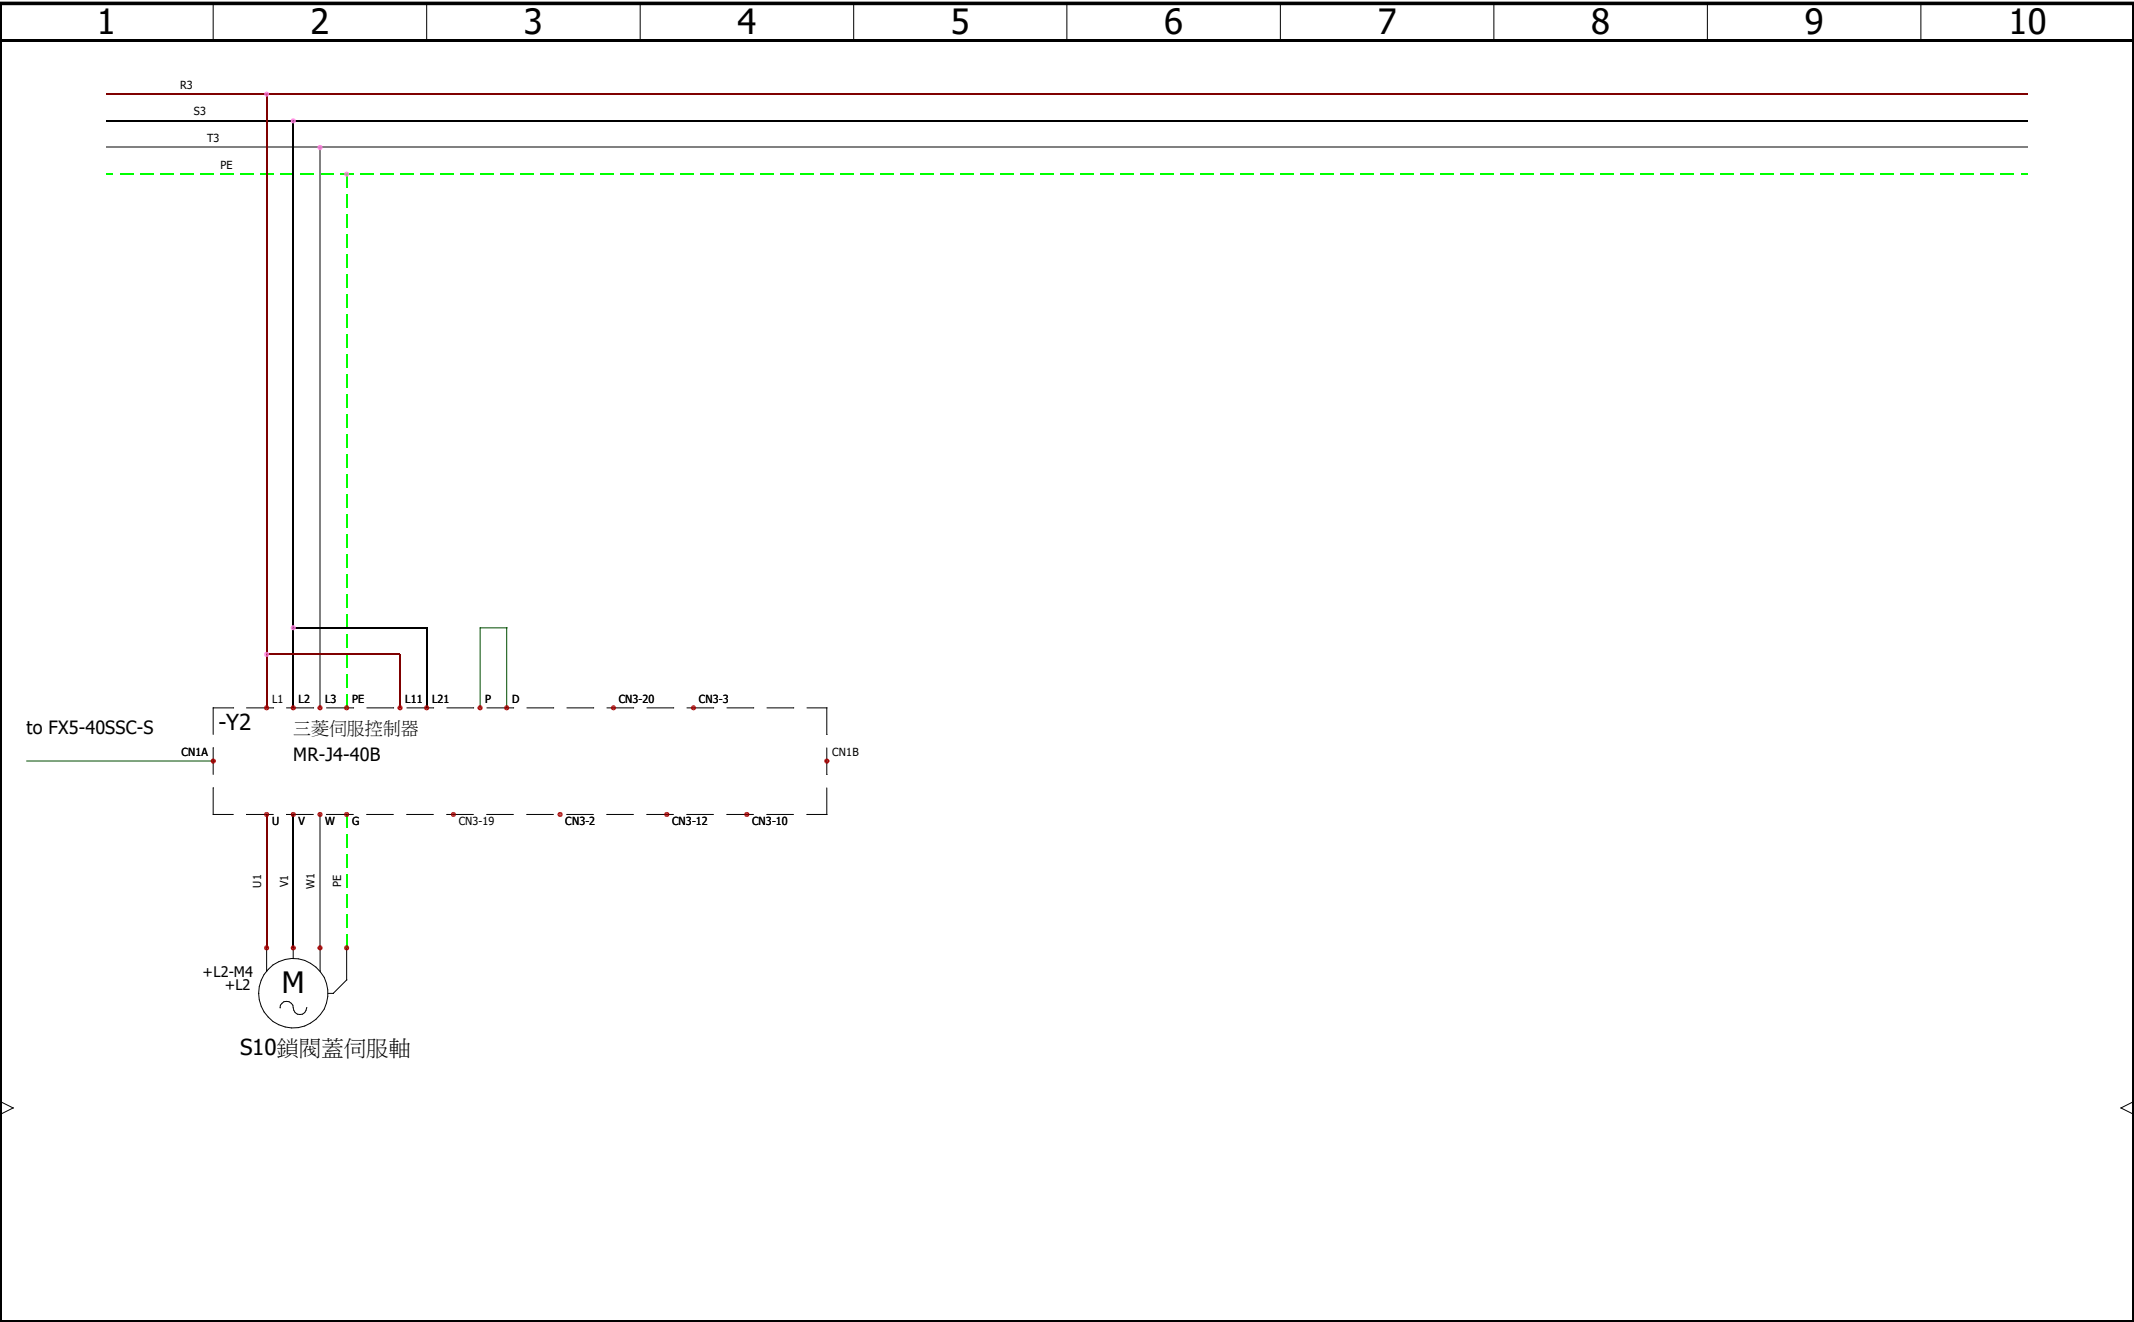 1 2 3 4 5 6 7 8 9 10
R3
S3
T3
PE
L1 L2 L3 PE L11 L21 P D CN3-20 CN3-3
to FX5-40SSC-S
-Y2
三菱伺服控制器
CN1A
MR-J4-40B
CN1B
U V W G CN3-19 CN3-2 CN3-12 CN3-10
U1 V1 W1 PE
+L2-M4
+L2
M
S10鎖閥蓋伺服軸